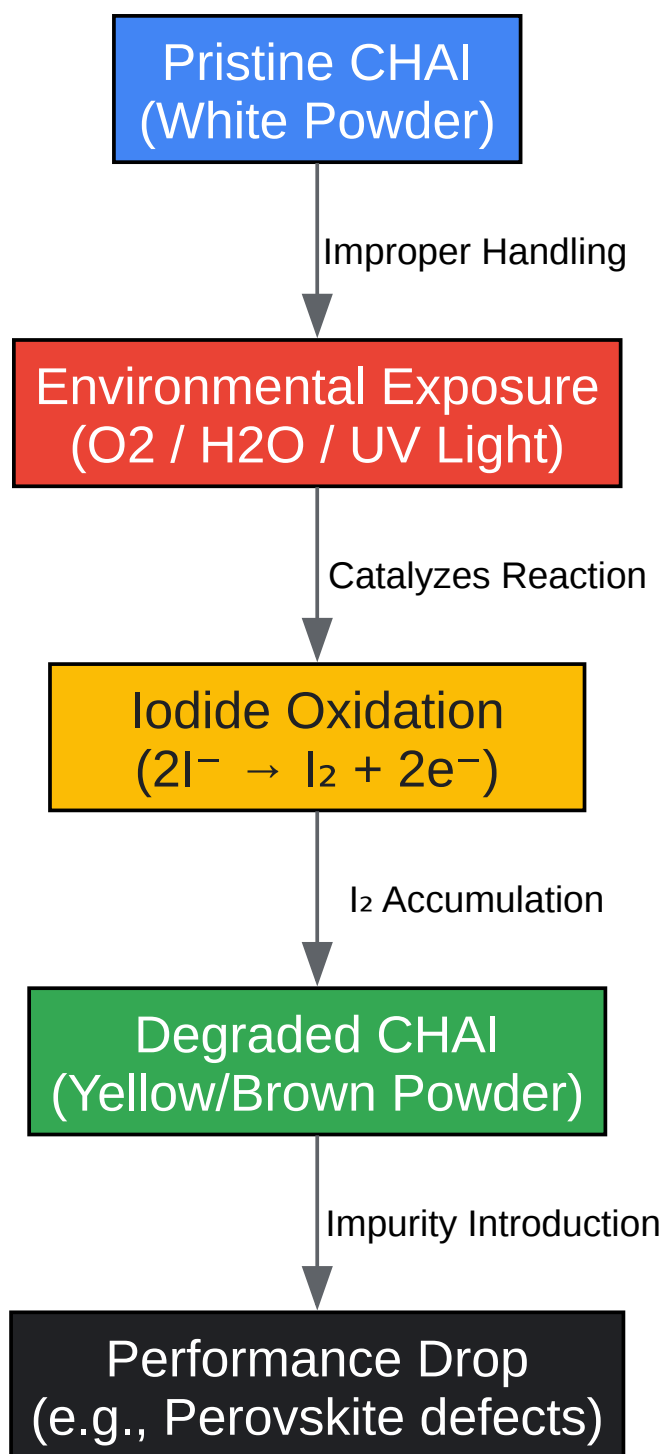 Pristine CHAI
(White Powder)
Improper Handling
Environmental Exposure
(O2 / H2O / UV Light)
Catalyzes Reaction
Iodide Oxidation
(2I⁻ → I₂ + 2e⁻)
I₂ Accumulation
Degraded CHAI
(Yellow/Brown Powder)
Impurity Introduction
Performance Drop
(e.g., Perovskite defects)